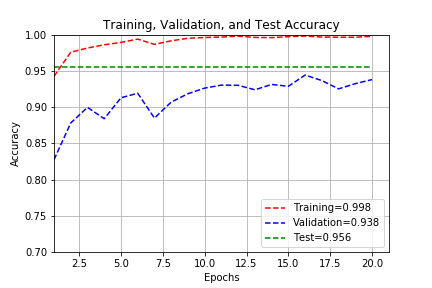 Training, Validation, and Test Accuracy
1.00
0.95
0.90
0.85
0.80
0.75
0.70
Accuracy
Training=0.998
Validation=0.938
Test=0.956
2.5 5.0 7.5 10.0 12.5 15.0 17.5 20.0
Epochs